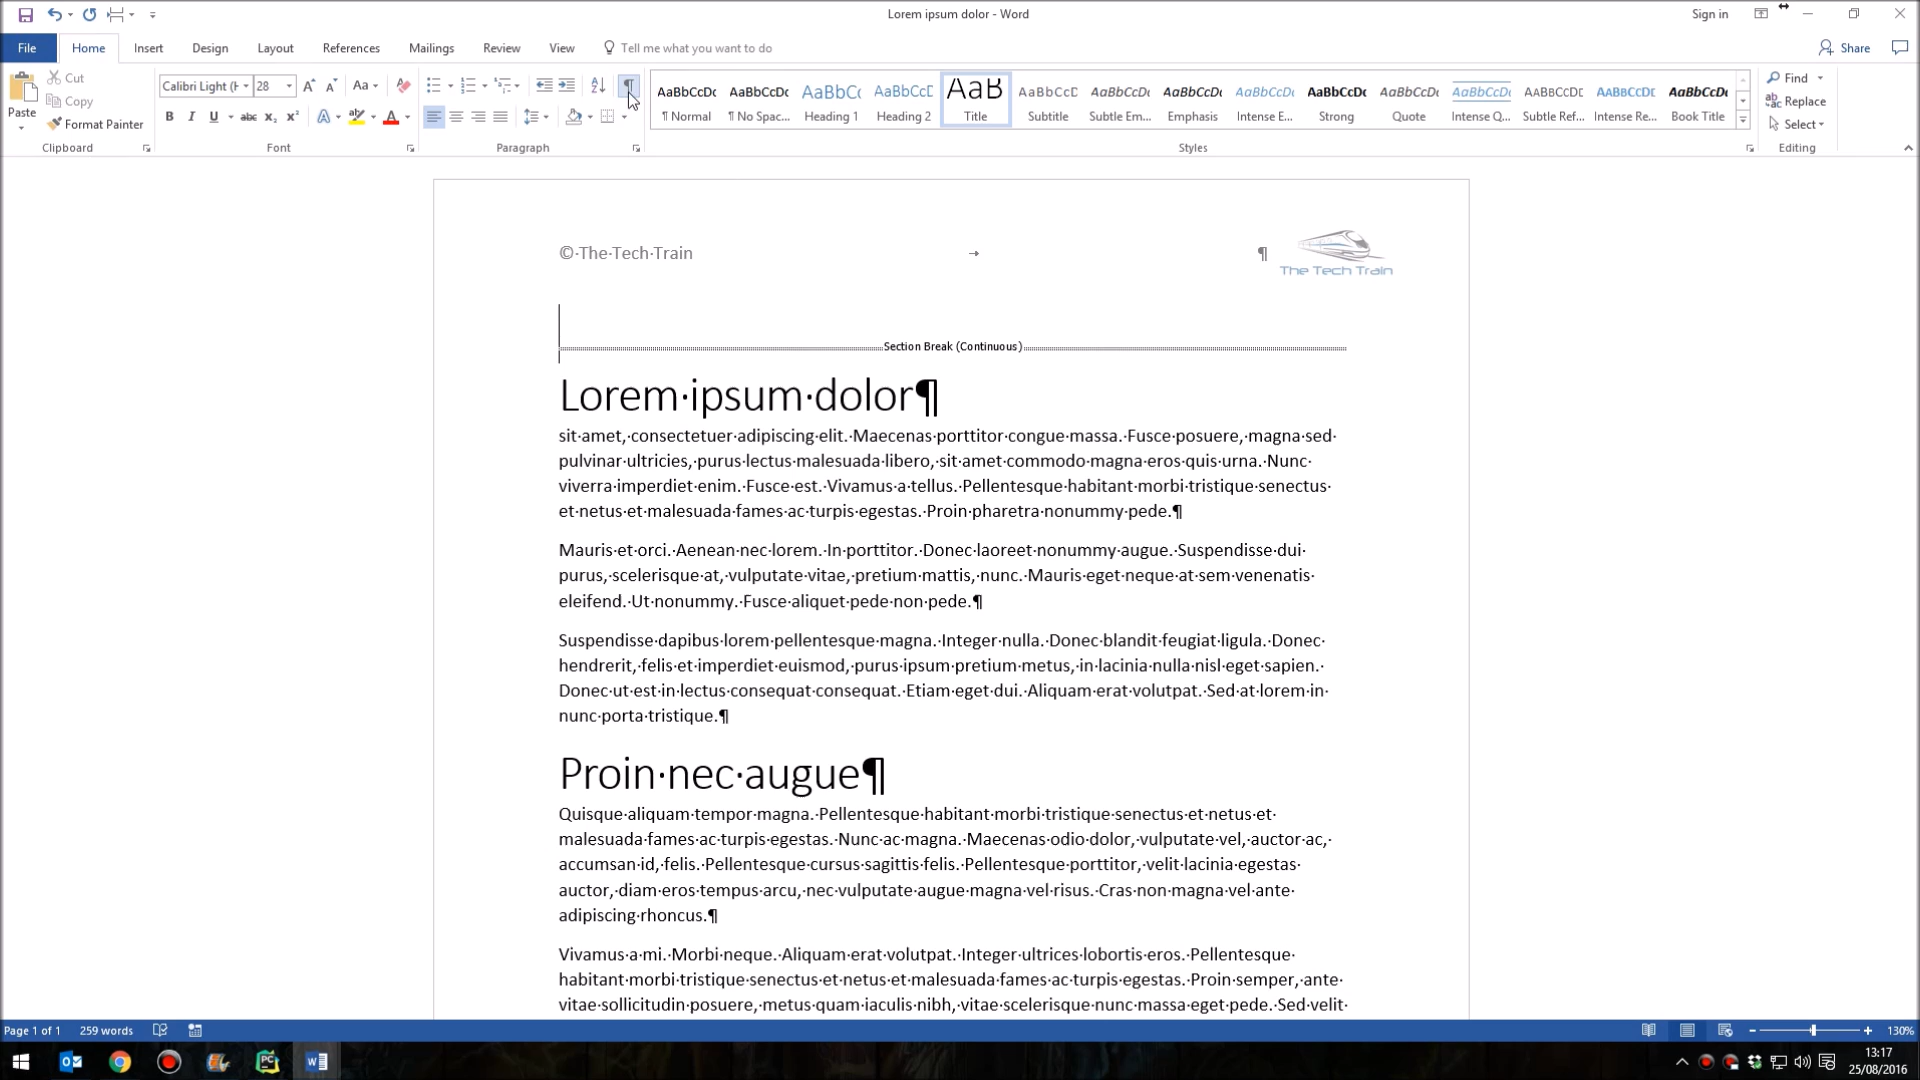 Lorem ipsum dolor - Word
Sign in
File
Home
Insert
Design
Layout
References
Mailings
Review
View
Tell me what you want to do
Share
Paste
Cut
Copy
Format Painter
Clipboard
Calibri Light (H
28
Aa
B I U abc x₂ x²
Font
Paragraph
AaBbCcDc AaBbCcDc AaBbC( AaBbCcD AaB AaBbCcD AaBbCcDc AaBbCcDc AaBbCcDc AaBbCcDc AaBbCcDc AaBbCcDc AABBCCDD AABBCCDD AaBbCcDc
¶ Normal
¶ No Spac...
Heading 1
Heading 2
Title
Subtitle
Subtle Em...
Emphasis
Intense E...
Strong
Quote
Intense Q...
Subtle Ref...
Intense Re...
Book Title
Styles
Find
Replace
Select
Editing
©·The·Tech·Train → ¶
The Tech Train
Section Break (Continuous)
Lorem·ipsum·dolor¶
sit·amet,·consectetuer·adipiscing·elit.·Maecenas·porttitor·congue·massa.·Fusce·posuere,·magna·sed·
pulvinar·ultricies,·purus·lectus·malesuada·libero,·sit·amet·commodo·magna·eros·quis·urna.·Nunc·
viverra·imperdiet·enim.·Fusce·est.·Vivamus·a·tellus.·Pellentesque·habitant·morbi·tristique·senectus·
et·netus·et·malesuada·fames·ac·turpis·egestas.·Proin·pharetra·nonummy·pede.¶
Mauris·et·orci.·Aenean·nec·lorem.·In·porttitor.·Donec·laoreet·nonummy·augue.·Suspendisse·dui·
purus,·scelerisque·at,·vulputate·vitae,·pretium·mattis,·nunc.·Mauris·eget·neque·at·sem·venenatis·
eleifend.·Ut·nonummy.·Fusce·aliquet·pede·non·pede.¶
Suspendisse·dapibus·lorem·pellentesque·magna.·Integer·nulla.·Donec·blandit·feugiat·ligula.·Donec·
hendrerit,·felis·et·imperdiet·euismod,·purus·ipsum·pretium·metus,·in·lacinia·nulla·nisl·eget·sapien.·
Donec·ut·est·in·lectus·consequat·consequat.·Etiam·eget·dui.·Aliquam·erat·volutpat.·Sed·at·lorem·in·
nunc·porta·tristique.¶
Proin·nec·augue¶
Quisque·aliquam·tempor·magna.·Pellentesque·habitant·morbi·tristique·senectus·et·netus·et·
malesuada·fames·ac·turpis·egestas.·Nunc·ac·magna.·Maecenas·odio·dolor,·vulputate·vel,·auctor·ac,·
accumsan·id,·felis.·Pellentesque·cursus·sagittis·felis.·Pellentesque·porttitor,·velit·lacinia·egestas·
auctor,·diam·eros·tempus·arcu,·nec·vulputate·augue·magna·vel·risus.·Cras·non·magna·vel·ante·
adipiscing·rhoncus.¶
Vivamus·a·mi.·Morbi·neque.·Aliquam·erat·volutpat.·Integer·ultrices·lobortis·eros.·Pellentesque·
habitant·morbi·tristique·senectus·et·netus·et·malesuada·fames·ac·turpis·egestas.·Proin·semper,·ante·
vitae·sollicitudin·posuere,·metus·quam·iaculis·nibh,·vitae·scelerisque·nunc·massa·eget·pede.·Sed·velit·
Page 1 of 1
259 words
130%
13:17
25/08/2016